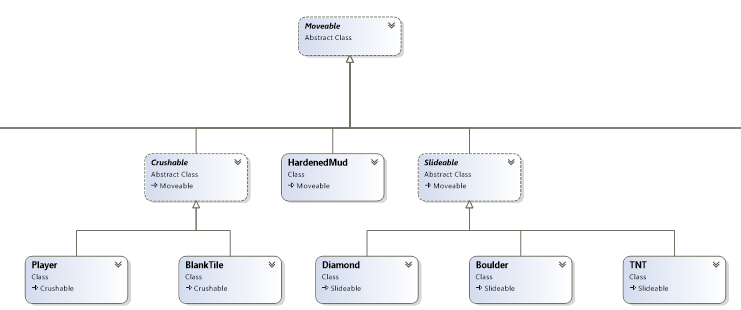 Moveable
Abstract Class
Crushable
Abstract Class
Moveable
HardenedMud
Class
Moveable
Slideable
Abstract Class
Moveable
Player
Class
Crushable
BlankTile
Class
Crushable
Diamond
Class
Slideable
Boulder
Class
Slideable
TNT
Class
Slideable